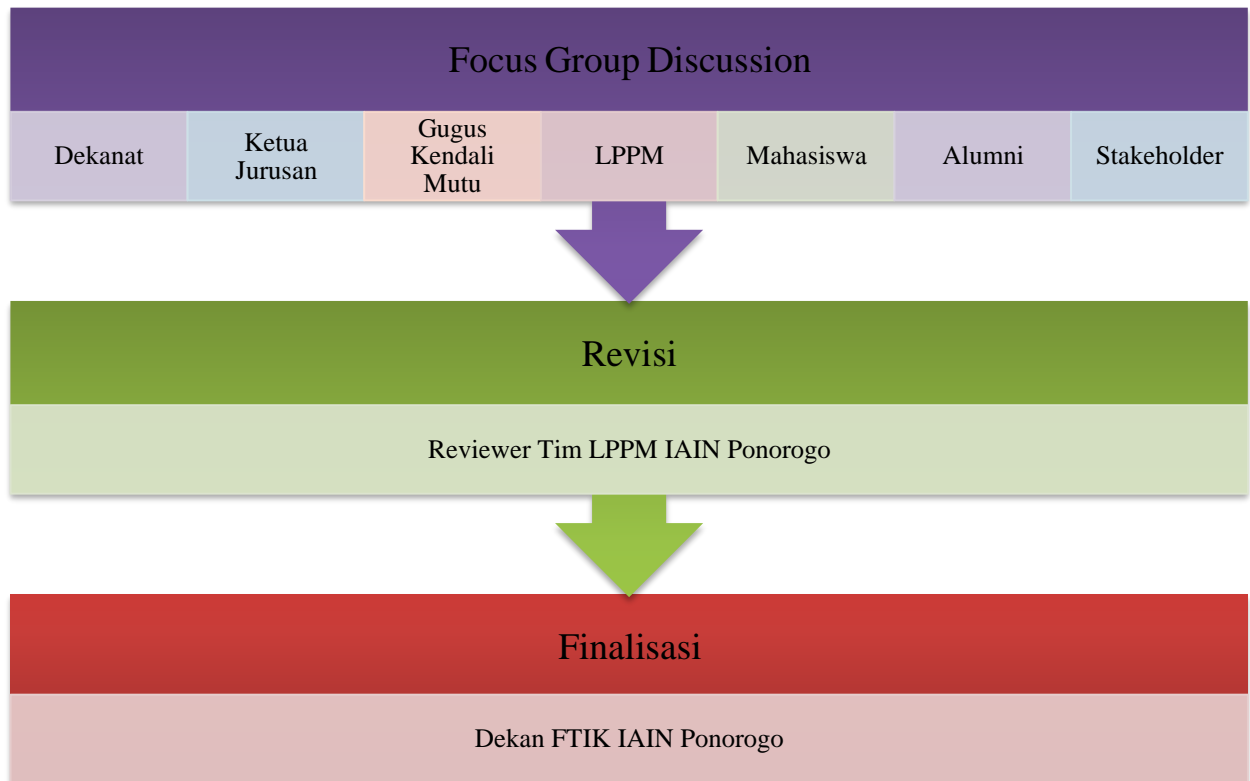 Focus Group Discussion
Dekanat
Ketua
Jurusan
Gugus
Kendali
Mutu
LPPM
Mahasiswa
Alumni
Stakeholder
Revisi
Reviewer Tim LPPM IAIN Ponorogo
Finalisasi
Dekan FTIK IAIN Ponorogo